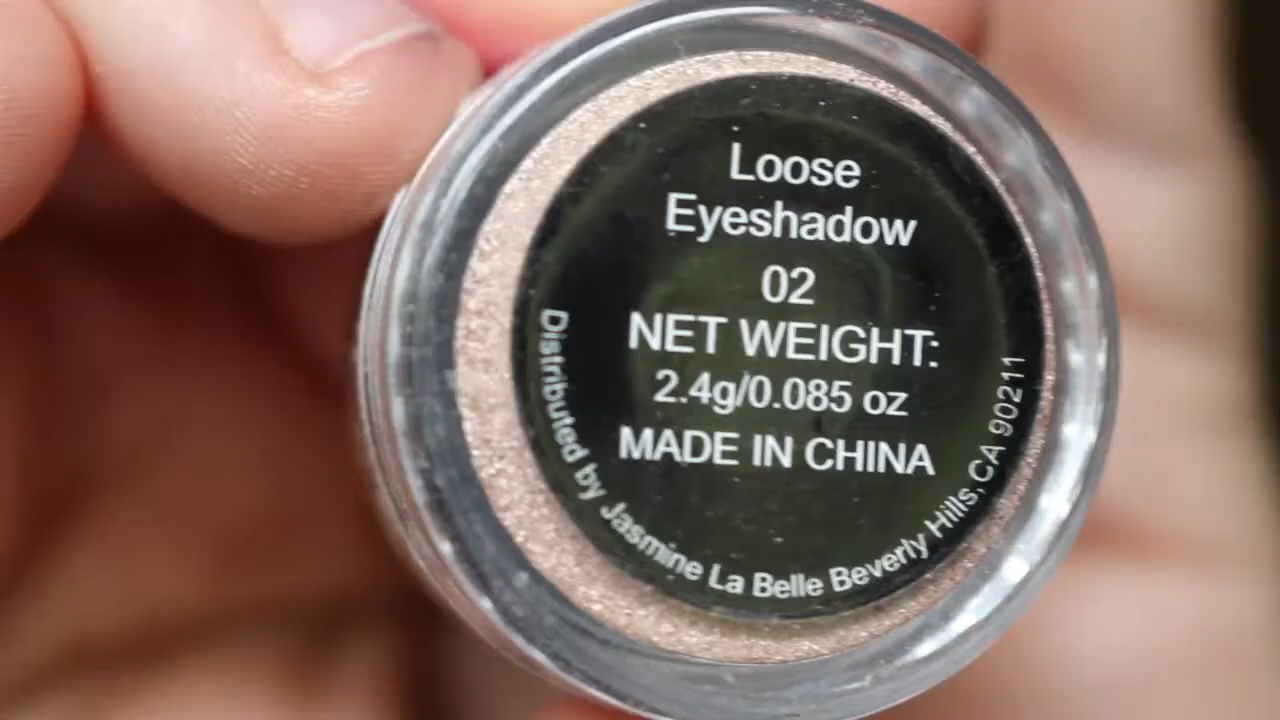 Loose
Eyeshadow
02
NET WEIGHT:
2.4g/0.085 oz
MADE IN CHINA
Distributed by Jasmine La Belle Beverly Hills, CA 90211